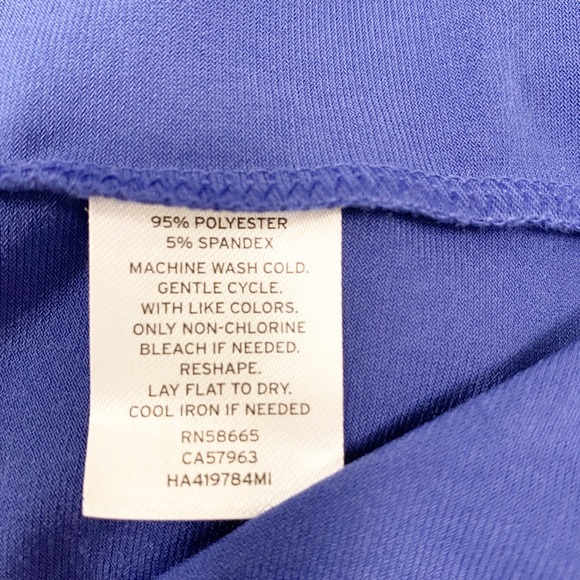 95% POLYESTER
5% SPANDEX
MACHINE WASH COLD.
GENTLE CYCLE.
WITH LIKE COLORS.
ONLY NON-CHLORINE
BLEACH IF NEEDED.
RESHAPE.
LAY FLAT TO DRY.
COOL IRON IF NEEDED
RN58665
CA57963
HA419784MI